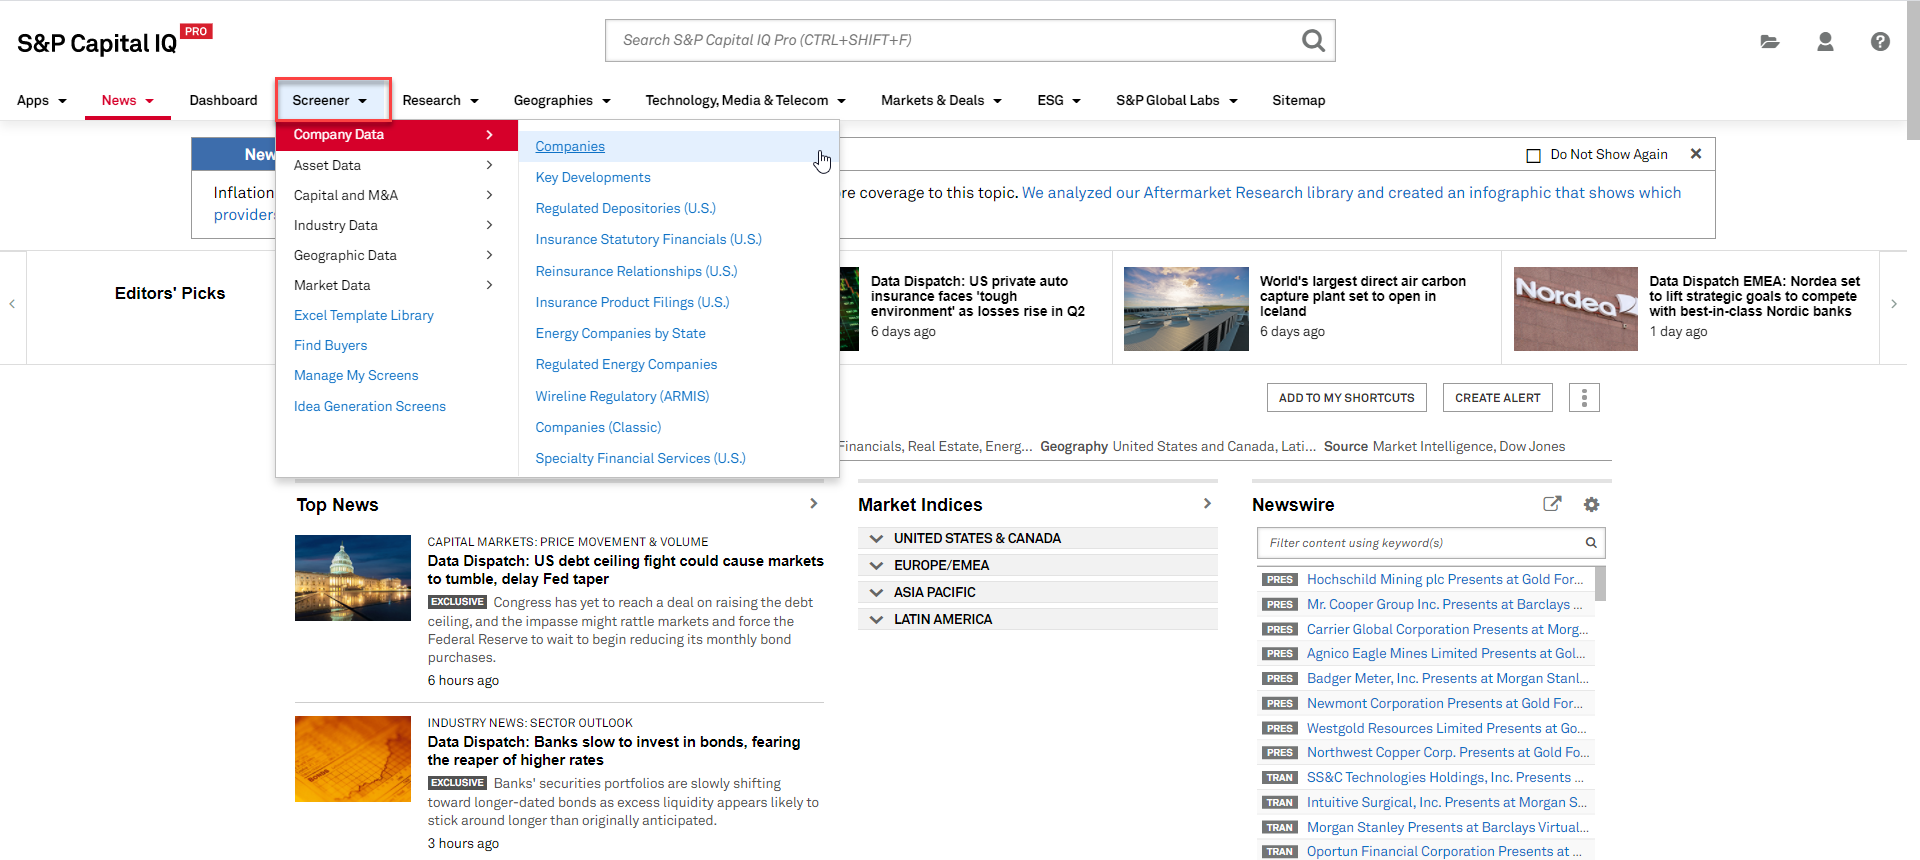 S&P Capital IQ PRO
Search S&P Capital IQ Pro (CTRL+SHIFT+F)
Apps
News
Dashboard
Screener
Research
Geographies
Technology, Media & Telecom
Markets & Deals
ESG
S&P Global Labs
Sitemap
Company Data
Asset Data
Capital and M&A
Industry Data
Geographic Data
Market Data
Excel Template Library
Find Buyers
Manage My Screens
Idea Generation Screens
Companies
Key Developments
Regulated Depositories (U.S.)
Insurance Statutory Financials (U.S.)
Reinsurance Relationships (U.S.)
Insurance Product Filings (U.S.)
Energy Companies by State
Regulated Energy Companies
Wireline Regulatory (ARMIS)
Companies (Classic)
Specialty Financial Services (U.S.)
New
Do Not Show Again
Inflation
re coverage to this topic. We analyzed our Aftermarket Research library and created an infographic that shows which
providers
Editors' Picks
Data Dispatch: US private auto
insurance faces 'tough
environment' as losses rise in Q2
6 days ago
World's largest direct air carbon
capture plant set to open in
Iceland
6 days ago
Nordea
Data Dispatch EMEA: Nordea set
to lift strategic goals to compete
with best-in-class Nordic banks
1 day ago
ADD TO MY SHORTCUTS
CREATE ALERT
Financials, Real Estate, Energ... Geography United States and Canada, Lati... Source Market Intelligence, Dow Jones
Top News
CAPITAL MARKETS: PRICE MOVEMENT & VOLUME
Data Dispatch: US debt ceiling fight could cause markets
to tumble, delay Fed taper
EXCLUSIVE Congress has yet to reach a deal on raising the debt
ceiling, and the impasse might rattle markets and force the
Federal Reserve to wait to begin reducing its monthly bond
purchases.
6 hours ago
BONDS
INDUSTRY NEWS: SECTOR OUTLOOK
Data Dispatch: Banks slow to invest in bonds, fearing
the reaper of higher rates
EXCLUSIVE Banks' securities portfolios are slowly shifting
toward longer-dated bonds as excess liquidity appears likely to
stick around longer than originally anticipated.
3 hours ago
Market Indices
UNITED STATES & CANADA
EUROPE/EMEA
ASIA PACIFIC
LATIN AMERICA
Newswire
Filter content using keyword(s)
PRES Hochschild Mining plc Presents at Gold For...
PRES Mr. Cooper Group Inc. Presents at Barclays ...
PRES Carrier Global Corporation Presents at Morg...
PRES Agnico Eagle Mines Limited Presents at Gol...
PRES Badger Meter, Inc. Presents at Morgan Stanl...
PRES Newmont Corporation Presents at Gold For...
PRES Westgold Resources Limited Presents at Go...
PRES Northwest Copper Corp. Presents at Gold Fo...
TRAN SS&C Technologies Holdings, Inc. Presents ...
TRAN Intuitive Surgical, Inc. Presents at Morgan S...
TRAN Morgan Stanley Presents at Barclays Virtual...
TRAN Oportun Financial Corporation Presents at ...